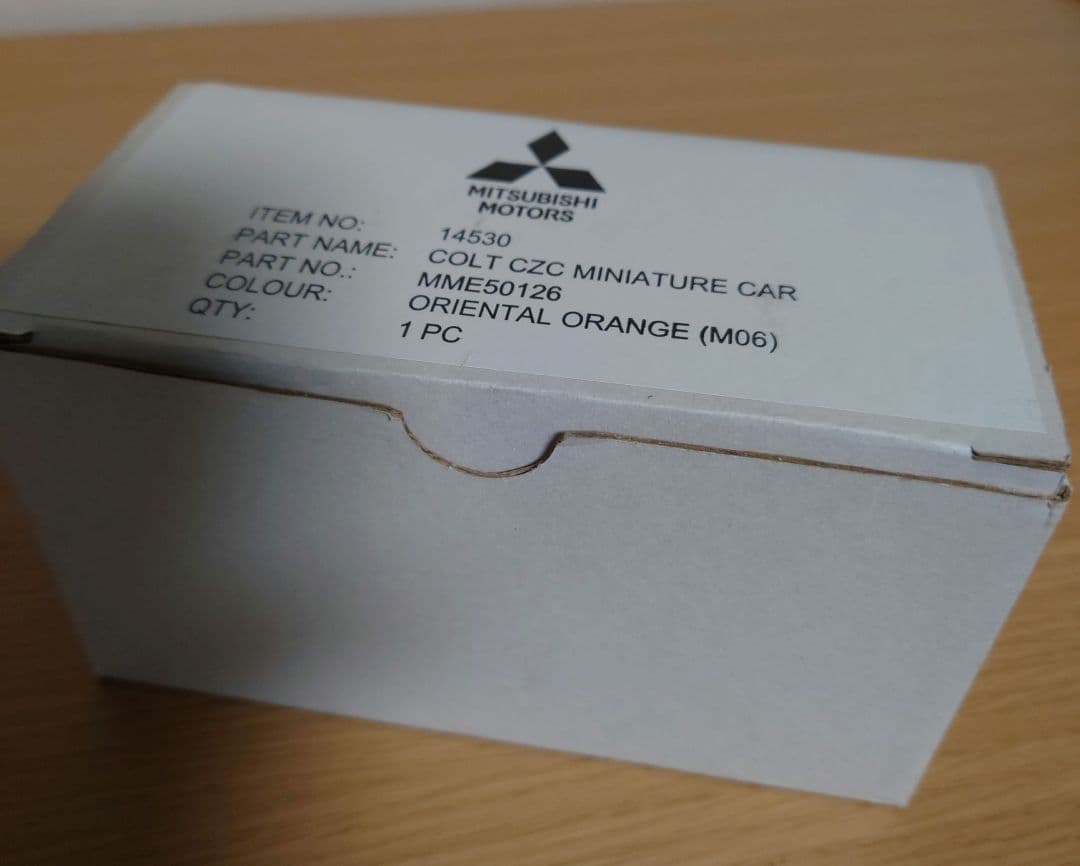 MITSUBISHI
MOTORS
ITEM NO: 14530
PART NAME: COLT CZC MINIATURE CAR
PART NO.: MME50126
COLOUR: ORIENTAL ORANGE (M06)
QTY: 1 PC